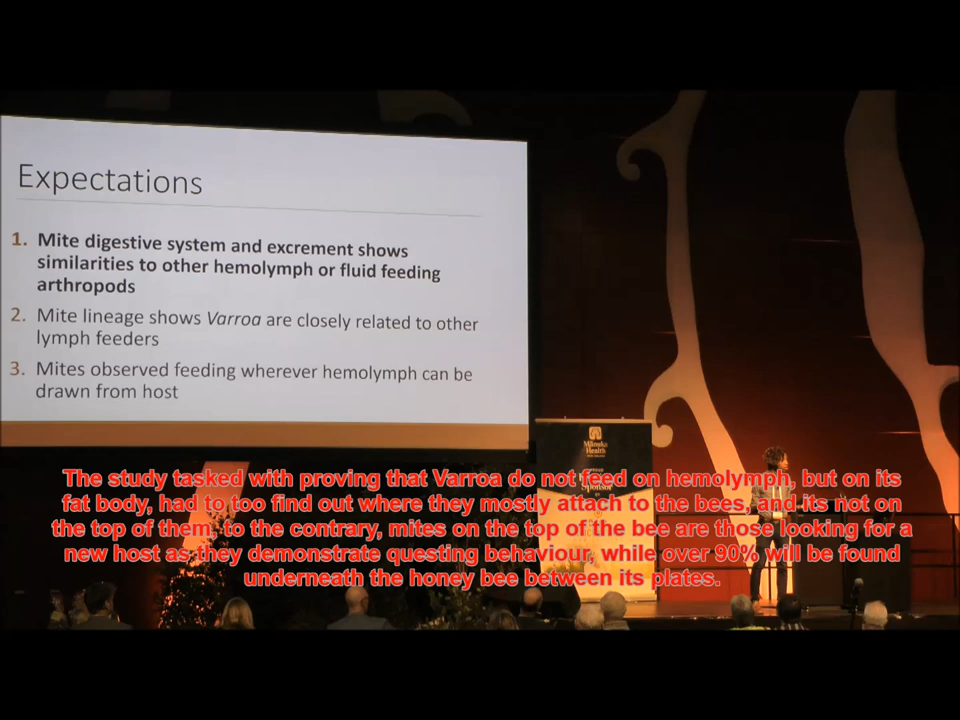 Expectations
1. Mite digestive system and excrement shows
similarities to other hemolymph or fluid feeding
arthropods
2. Mite lineage shows Varroa are closely related to other
lymph feeders
3. Mites observed feeding wherever hemolymph can be
drawn from host
Mānuka
Health
Sponsor
The study tasked with proving that Varroa do not feed on hemolymph, but on its
fat body, had to too find out where they mostly attach to the bees, and its not on
the top of them, to the contrary, mites on the top of the bee are those looking for a
new host as they demonstrate questing behaviour, while over 90% will be found
underneath the honey bee between its plates.